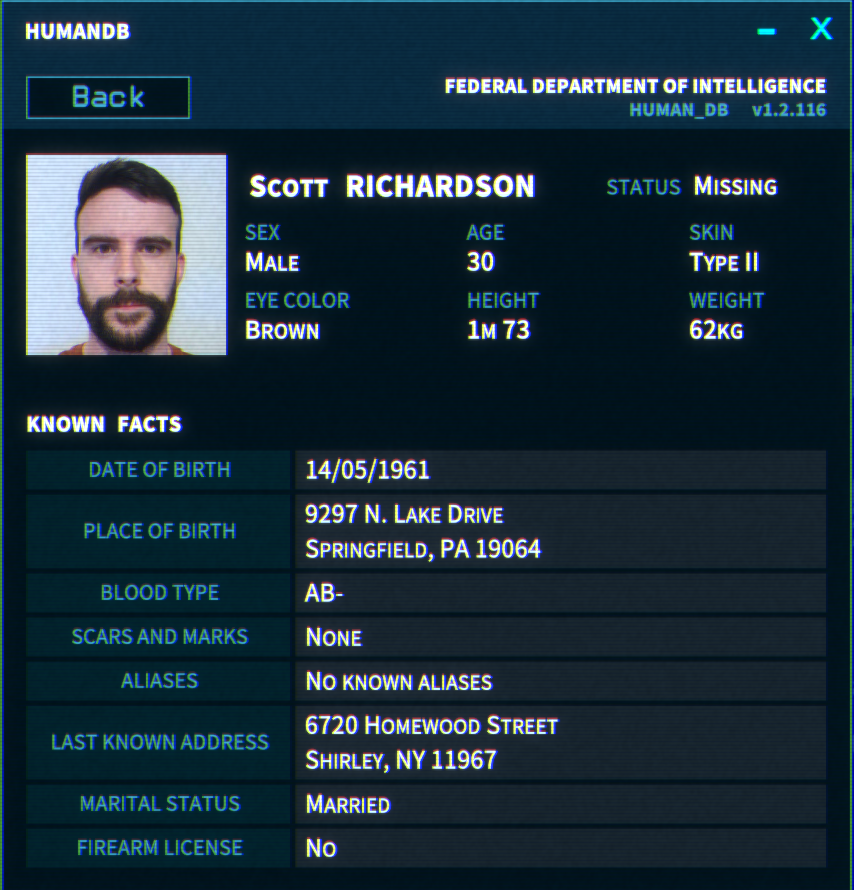 HUMANDB
– X
Back
FEDERAL DEPARTMENT OF INTELLIGENCE
HUMAN_DB v1.2.116
Scott RICHARDSON
STATUS Missing
SEX AGE SKIN
Male 30 Type II
EYE COLOR HEIGHT WEIGHT
Brown 1m 73 62kg
KNOWN FACTS
DATE OF BIRTH 14/05/1961
PLACE OF BIRTH 9297 N. Lake Drive
Springfield, PA 19064
BLOOD TYPE AB-
SCARS AND MARKS None
ALIASES No known aliases
LAST KNOWN ADDRESS 6720 Homewood Street
Shirley, NY 11967
MARITAL STATUS Married
FIREARM LICENSE No